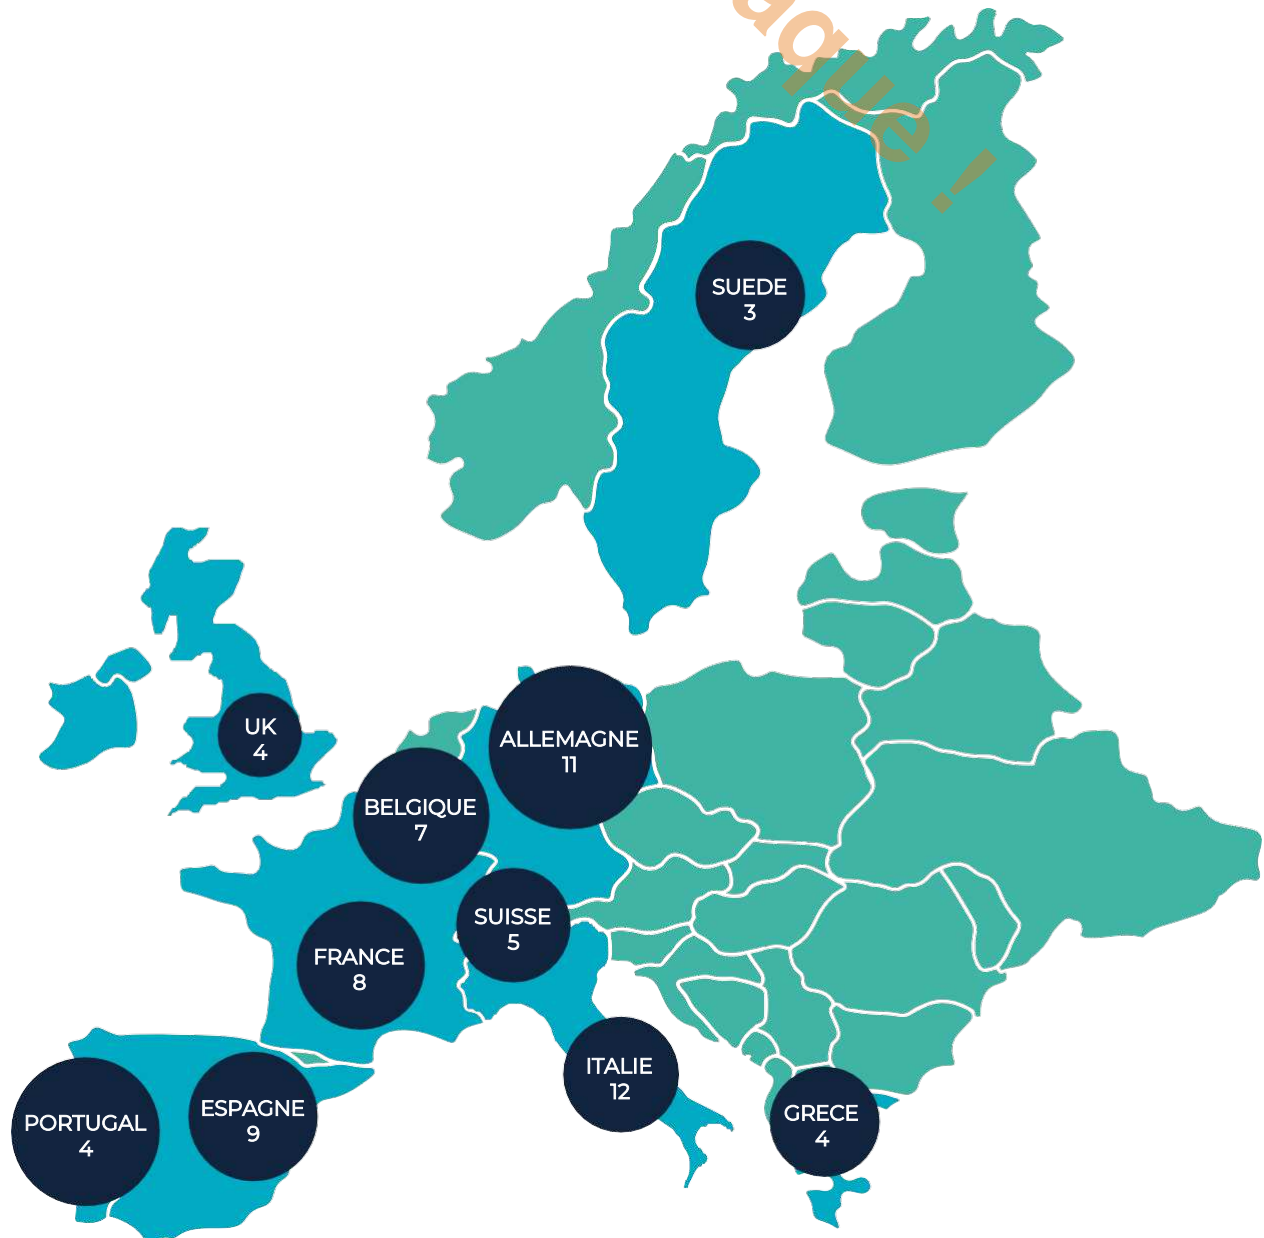 aque !
SUEDE
3
UK
4
ALLEMAGNE
11
BELGIQUE
7
SUISSE
5
FRANCE
8
ITALIE
12
PORTUGAL
4
ESPAGNE
9
GRECE
4